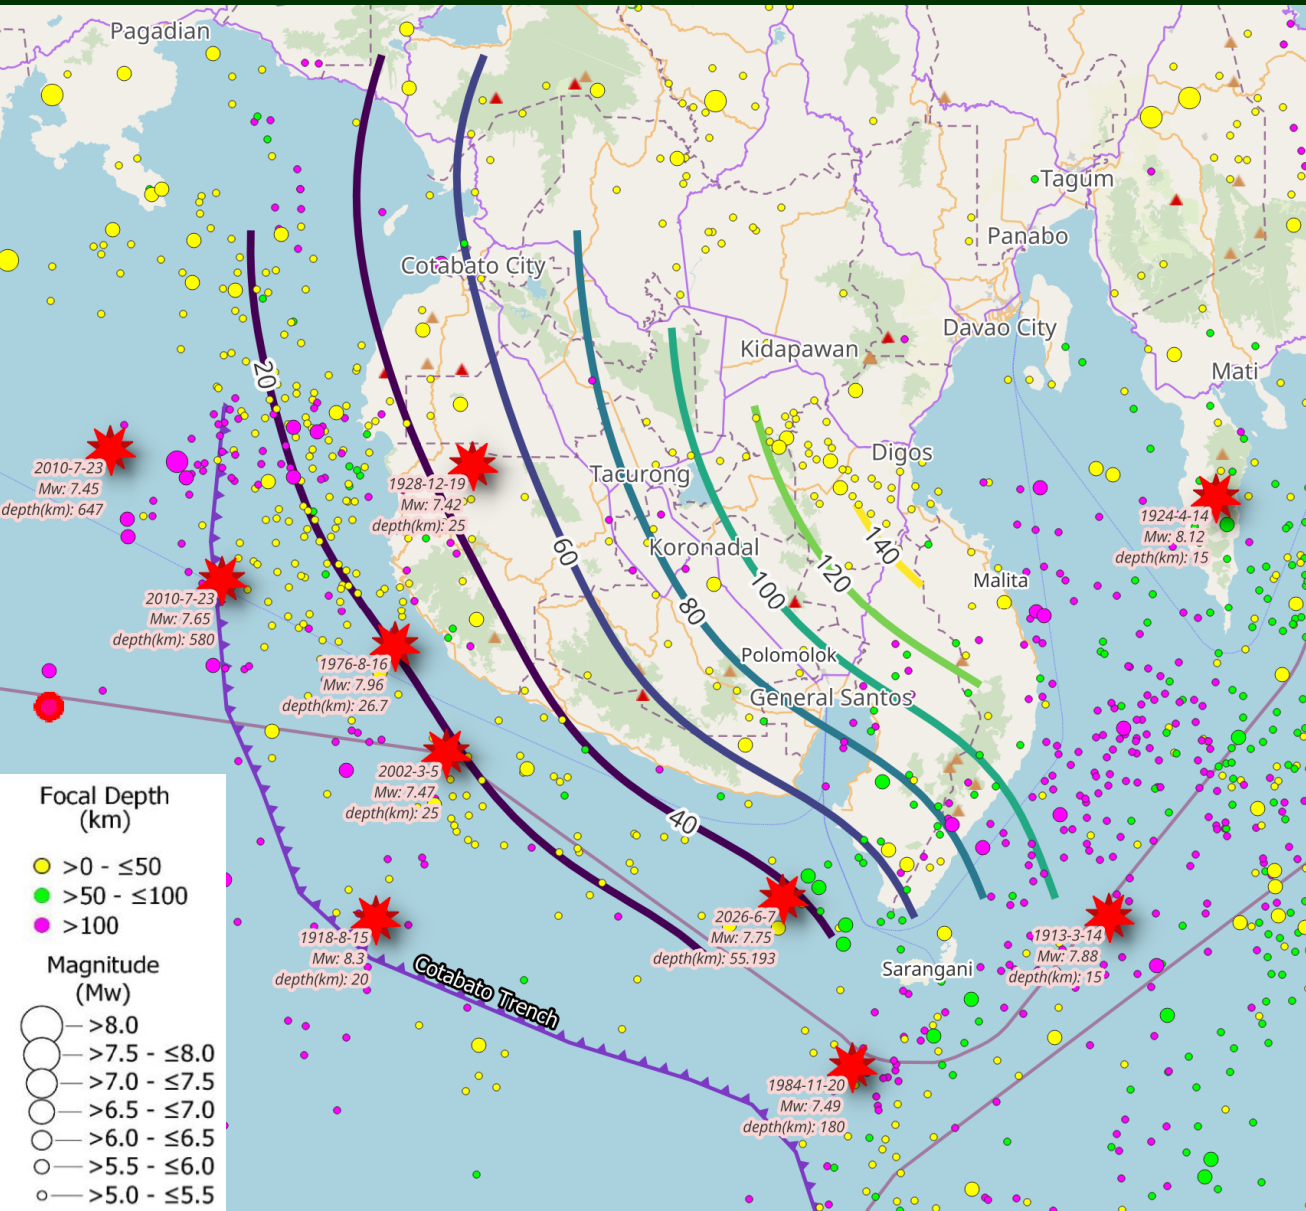 Pagadian
Tagum
Panabo
Cotabato City
Davao City
Kidapawan
Mati
20
Digos
2010-7-23
Mw: 7.45
depth(km): 647
Tacurong
1928-12-19
Mw: 7.42
depth(km): 25
1924-4-14
Mw: 8.12
depth(km): 15
60
Koronadal
140
120
100
80
Malita
2010-7-23
Mw: 7.65
depth(km): 580
1976-8-16
Mw: 7.96
depth(km): 26.7
Polomolok
General Santos
2002-3-5
Mw: 7.47
depth(km): 25
40
2026-6-7
Mw: 7.75
depth(km): 55.193
1918-8-15
Mw: 8.3
depth(km): 20
1913-3-14
Mw: 7.88
depth(km): 15
Sarangani
Cotabato Trench
1984-11-20
Mw: 7.49
depth(km): 180
Focal Depth
(km)
>0 - ≤50
>50 - ≤100
>100
Magnitude
(Mw)
>8.0
>7.5 - ≤8.0
>7.0 - ≤7.5
>6.5 - ≤7.0
>6.0 - ≤6.5
>5.5 - ≤6.0
>5.0 - ≤5.5